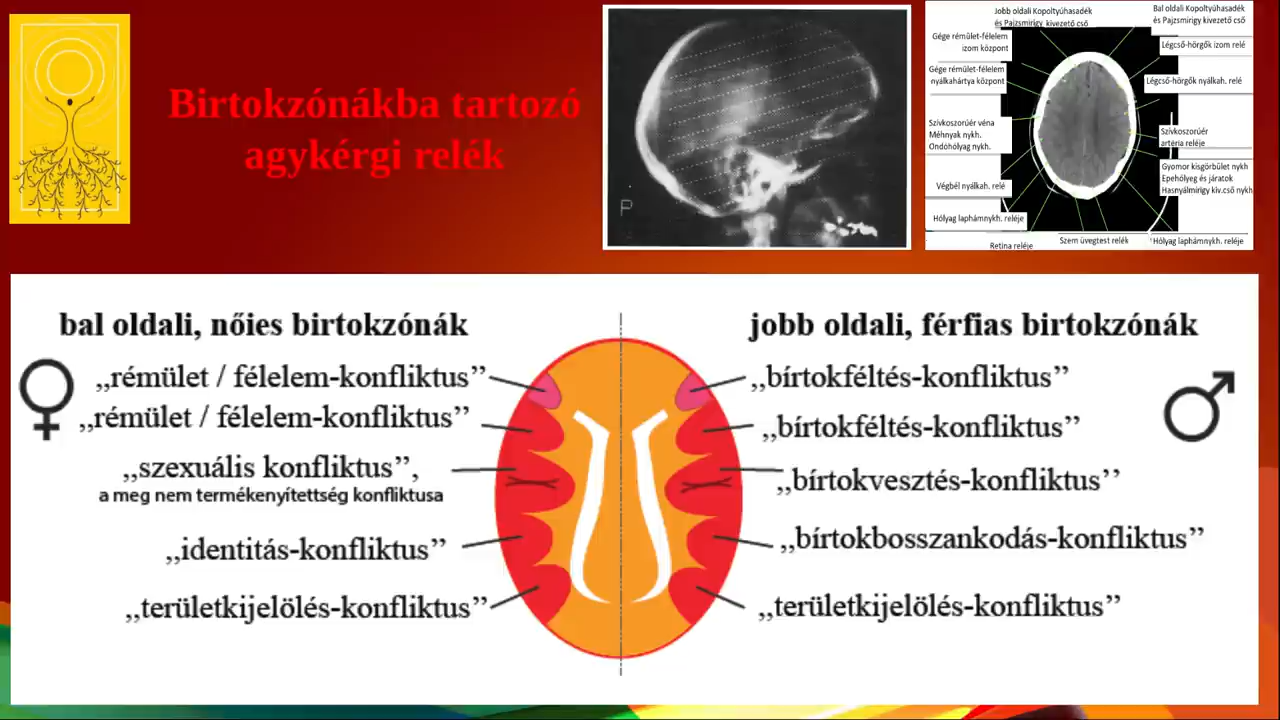 Birtokzónákba tartozó
agykérgi relék
P
Jobb oldali Kopoltyúhasadék
és Pajzsmirigy kivezető cső
Bal oldali Kopoltyúhasadék
és Pajzsmirigy kivezető cső
Gége rémület-félelem
izom központ
Légcső-hörgők izom relé
Gége rémület-félelem
nyálkahártya központ
Légcső-hörgők nyálkah. relé
Szívkoszorúér véna
Méhnyak nykh.
Ondóhólyag nykh.
Szívkoszorúér
artéria reléje
Gyomor kisgörbület nykh
Epehólyeg és járatok
Hasnyálmirigy kiv.cső nykh
Végbél nyálkah. relé
Hólyag laphámnykh. reléje
Retina reléje
Szem üvegtest relék
Hólyag laphámnykh. reléje
bal oldali, nőies birtokzónák
jobb oldali, férfias birtokzónák
,,rémület / félelem-konfliktus”
,,bírtokféltés-konfliktus”
,,rémület / félelem-konfliktus”
,,bírtokféltés-konfliktus”
,,szexuális konfliktus”,
a meg nem termékenyítettség konfliktusa
,,bírtokvesztés-konfliktus’’
,,identitás-konfliktus”
,,bírtokbosszankodás-konfliktus”
,,területkijelölés-konfliktus”
,,területkijelölés-konfliktus”